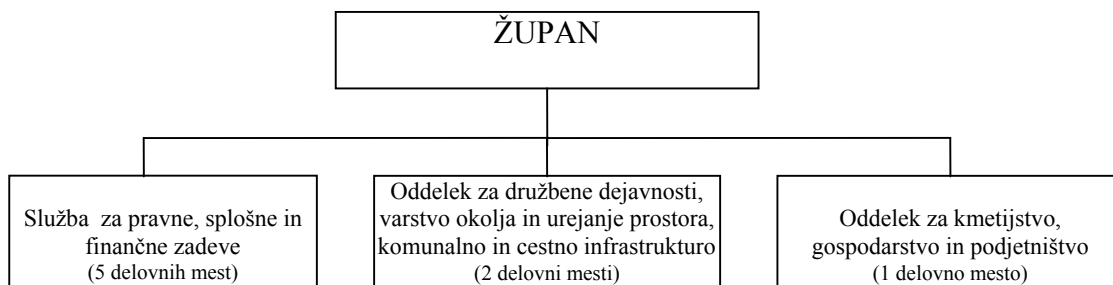 ŽUPAN
Služba za pravne, splošne in
finančne zadeve
(5 delovnih mest)
Oddelek za družbene dejavnosti,
varstvo okolja in urejanje prostora,
komunalno in cestno infrastrukturo
(2 delovni mesti)
Oddelek za kmetijstvo,
gospodarstvo in podjetništvo
(1 delovno mesto)